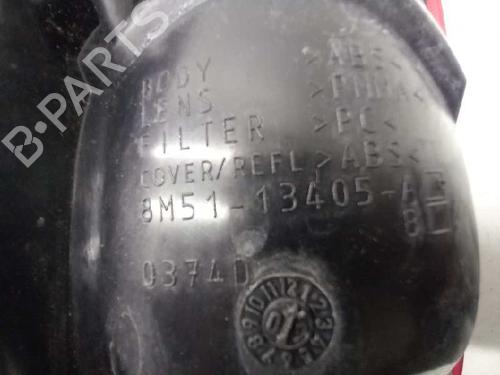 B-PARTS
BODY >ABS<
LENS >PMMA<
FILTER >PC<
COVER/REFL >ABS<
8M51-13405-A
B
0374D